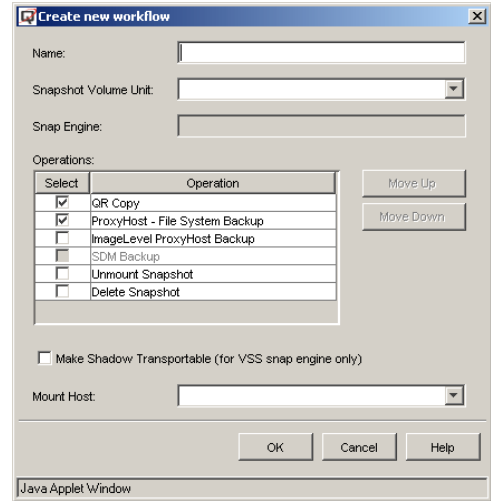 Create new workflow
Name:
Snapshot Volume Unit:
Snap Engine:
Operations:
Select Operation
QR Copy
ProxyHost - File System Backup
ImageLevel ProxyHost Backup
SDM Backup
Unmount Snapshot
Delete Snapshot
Move Up
Move Down
Make Shadow Transportable (for VSS snap engine only)
Mount Host:
OK Cancel Help
Java Applet Window